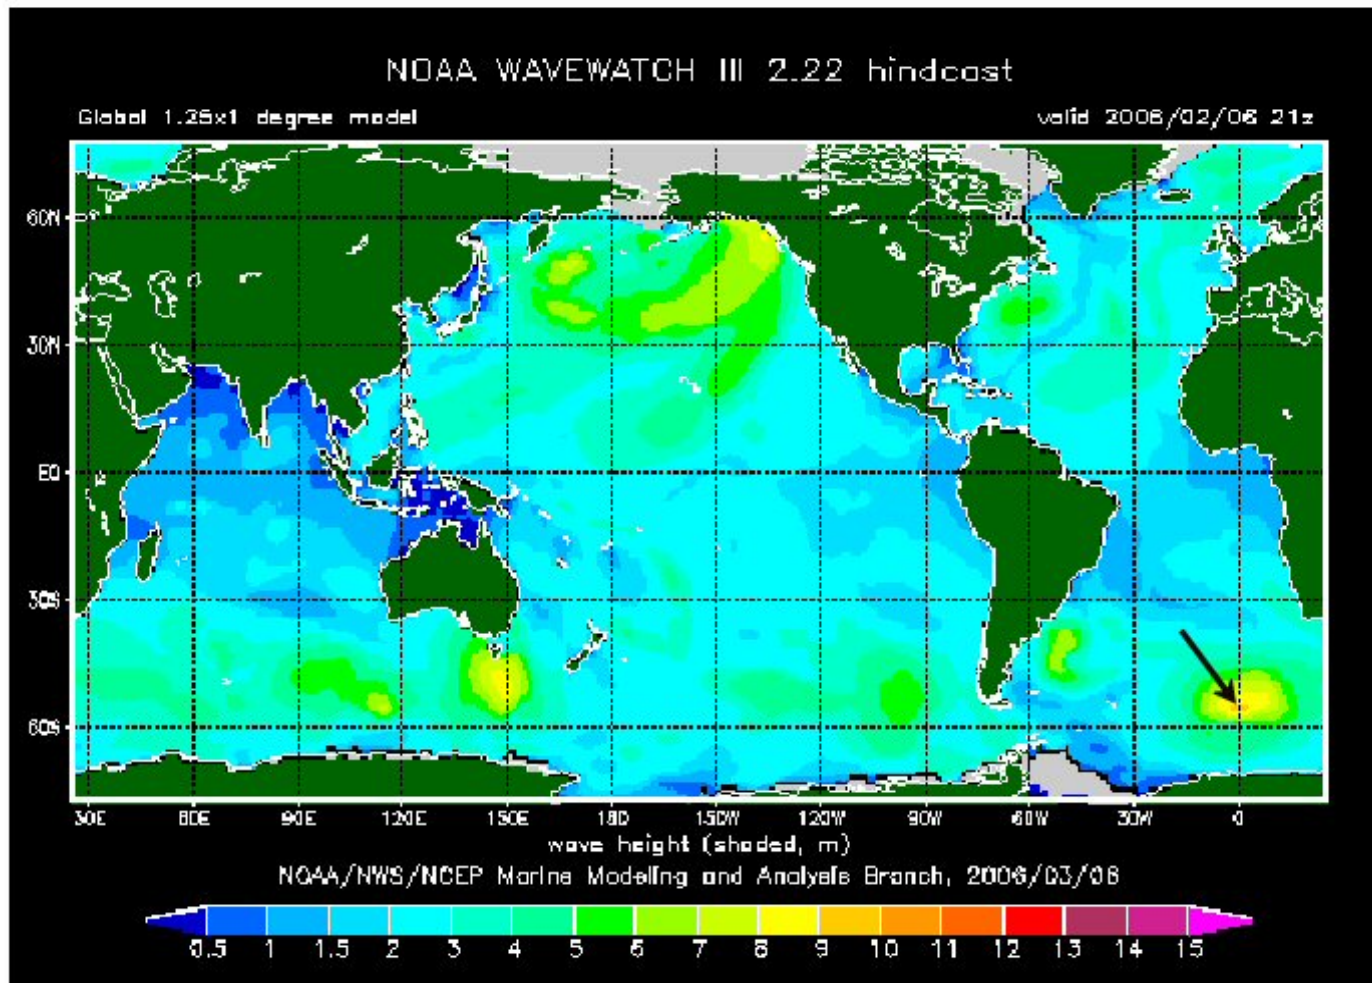 NOAA WAVEWATCH III 2.22 hindcast
Global 1.25x1 degree model
valid 2006/02/06 21z
60N
30N
EQ
30S
60S
30E 60E 90E 120E 150E 180 150W 120W 90W 60W 30W 0
wave height (shaded, m)
NOAA/NWS/NCEP Marine Modeling and Analysis Branch, 2006/03/06
0.5 1 1.5 2 3 4 5 6 7 8 9 10 11 12 13 14 15